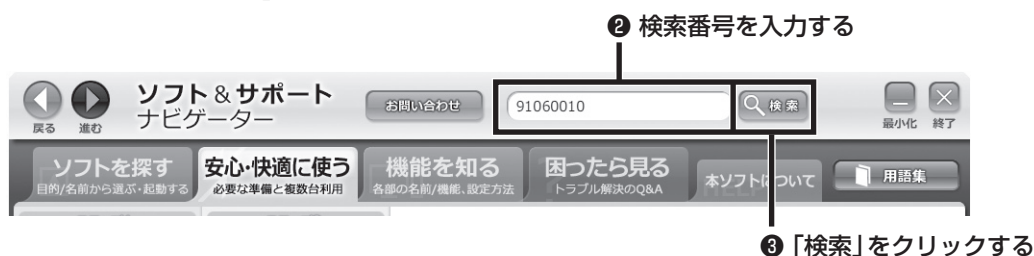 ❷ 検索番号を入力する
戻る 進む
ソフト&サポート
ナビゲーター
お問い合わせ
91060010
検索
最小化 終了
ソフトを探す
目的/名前から選ぶ・起動する
安心・快適に使う
必要な準備と複数台利用
機能を知る
各部の名前/機能、設定方法
困ったら見る
トラブル解決のQ&A
本ソフトについて
用語集
❸「検索」をクリックする